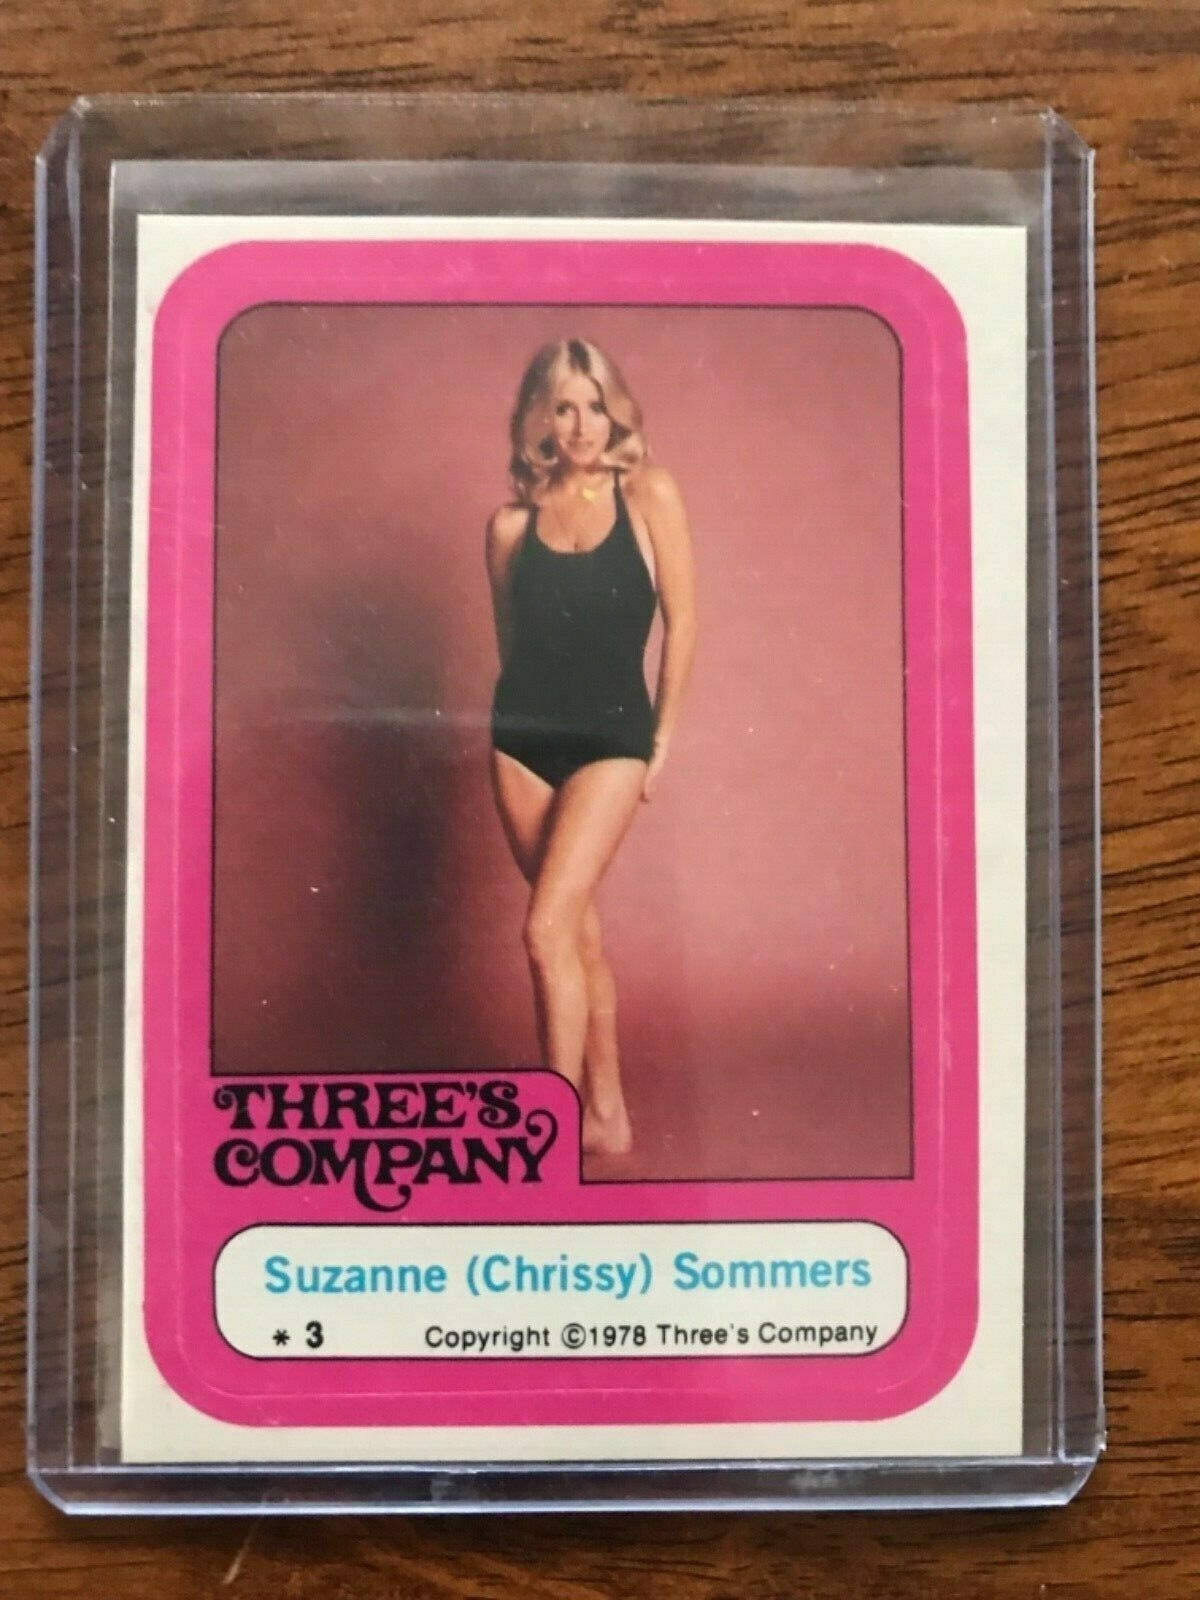 THREE'S
COMPANY
Suzanne (Chrissy) Sommers
* 3 Copyright ©1978 Three's Company